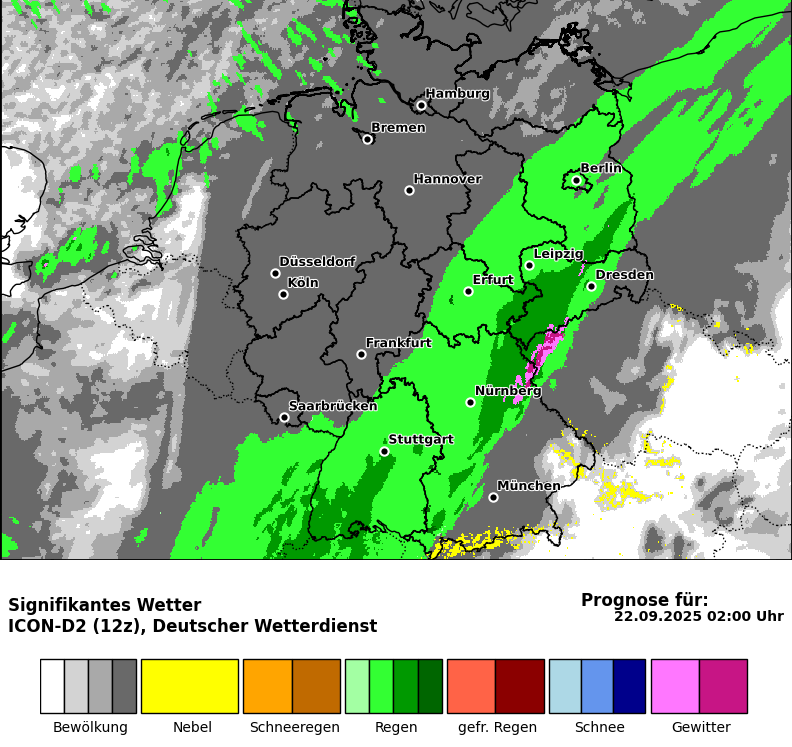 Hamburg
Bremen
Berlin
Hannover
Leipzig
Düsseldorf
Dresden
Köln
Erfurt
Frankfurt
Nürnberg
Saarbrücken
Stuttgart
München
Signifikantes Wetter
ICON-D2 (12z), Deutscher Wetterdienst
Prognose für:
22.09.2025 02:00 Uhr
Bewölkung Nebel Schneeregen Regen gefr. Regen Schnee Gewitter